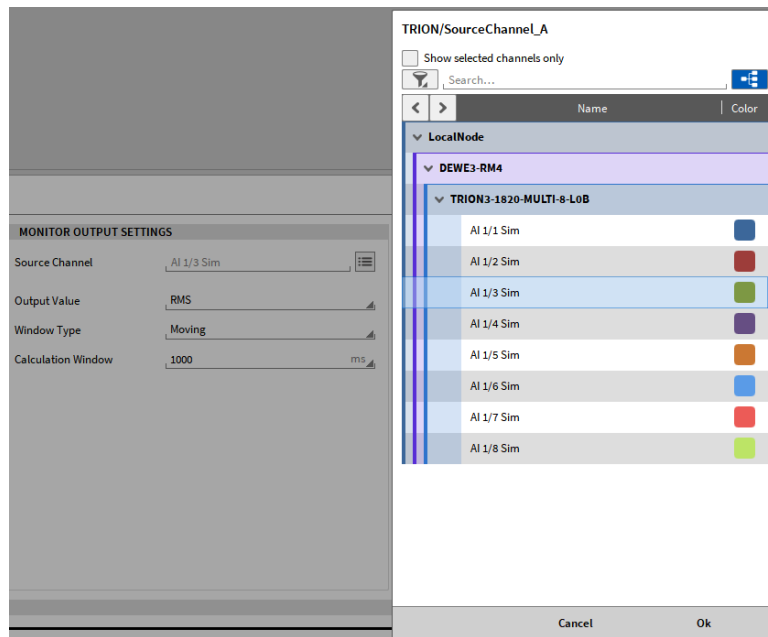 TRION/SourceChannel_A
Show selected channels only
Search...
Name Color
LocalNode
DEWE3-RM4
TRION3-1820-MULTI-8-L0B
AI 1/1 Sim
AI 1/2 Sim
AI 1/3 Sim
AI 1/4 Sim
AI 1/5 Sim
AI 1/6 Sim
AI 1/7 Sim
AI 1/8 Sim
Cancel Ok
MONITOR OUTPUT SETTINGS
Source Channel AI 1/3 Sim
Output Value RMS
Window Type Moving
Calculation Window 1000 ms